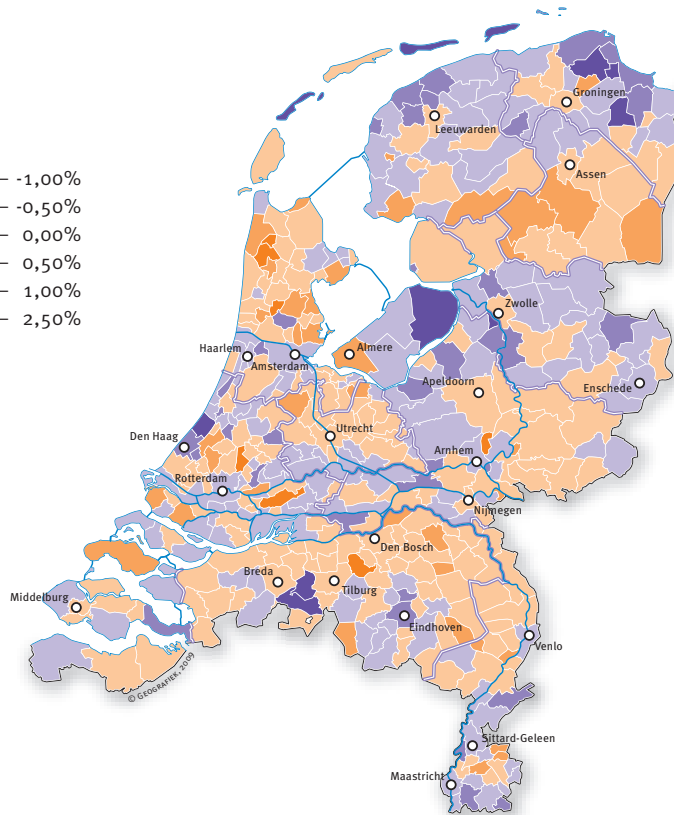 Groningen
Leeuwarden
Assen
– -1,00%
– -0,50%
– 0,00%
– 0,50%
– 1,00%
– 2,50%
Zwolle
Haarlem
Almere
Amsterdam
Apeldoorn
Enschede
Utrecht
Den Haag
Arnhem
Rotterdam
Nijmegen
Den Bosch
Breda
Tilburg
Middelburg
Eindhoven
Venlo
© Geografiek, 2009
Sittard-Geleen
Maastricht